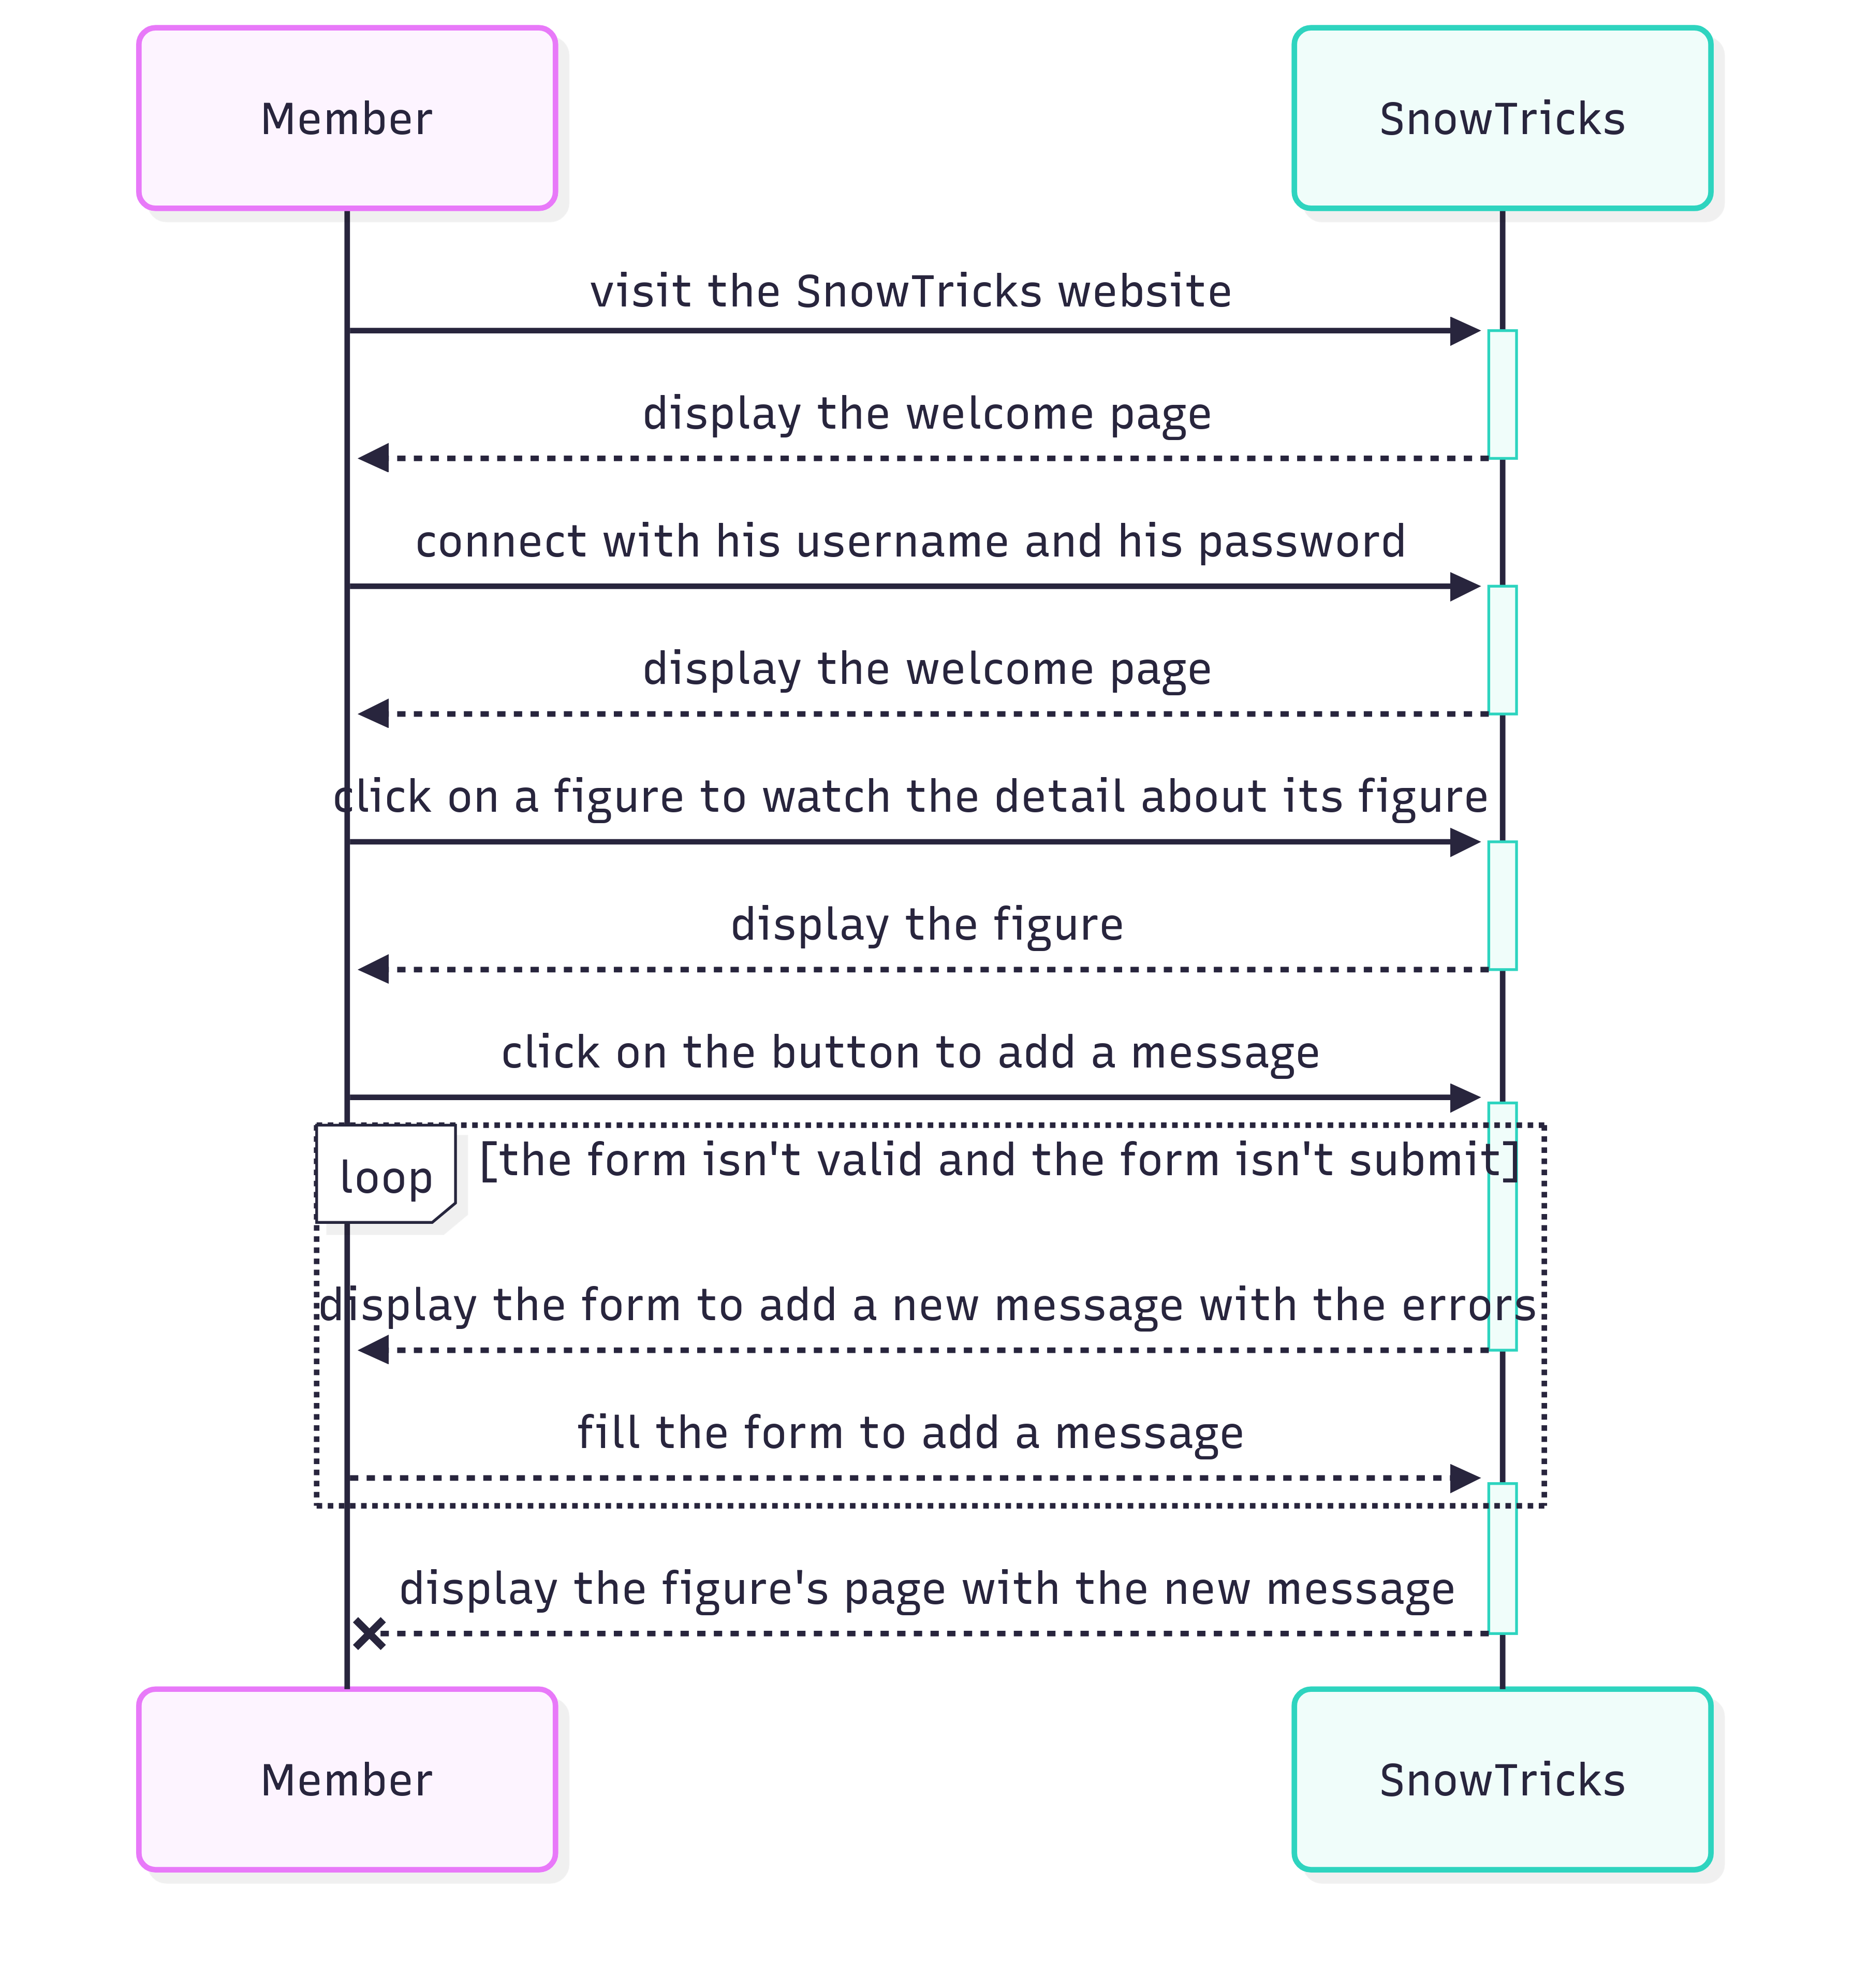 Member
SnowTricks
visit the SnowTricks website
display the welcome page
connect with his username and his password
display the welcome page
click on a figure to watch the detail about its figure
display the figure
click on the button to add a message
loop
[the form isn't valid and the form isn't submit]
display the form to add a new message with the errors
fill the form to add a message
display the figure's page with the new message
Member
SnowTricks